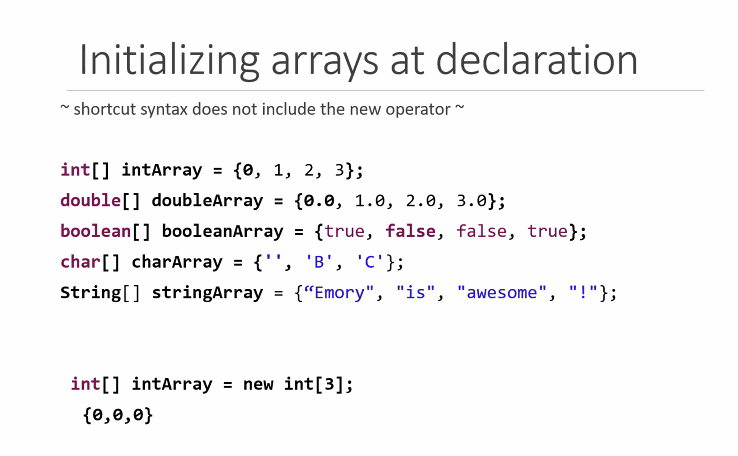 Initializing arrays at declaration
~ shortcut syntax does not include the new operator ~
int[] intArray = {0, 1, 2, 3};
double[] doubleArray = {0.0, 1.0, 2.0, 3.0};
boolean[] booleanArray = {true, false, false, true};
char[] charArray = {'', 'B', 'C'};
String[] stringArray = {“Emory", "is", "awesome", "!"};
int[] intArray = new int[3];
{0,0,0}